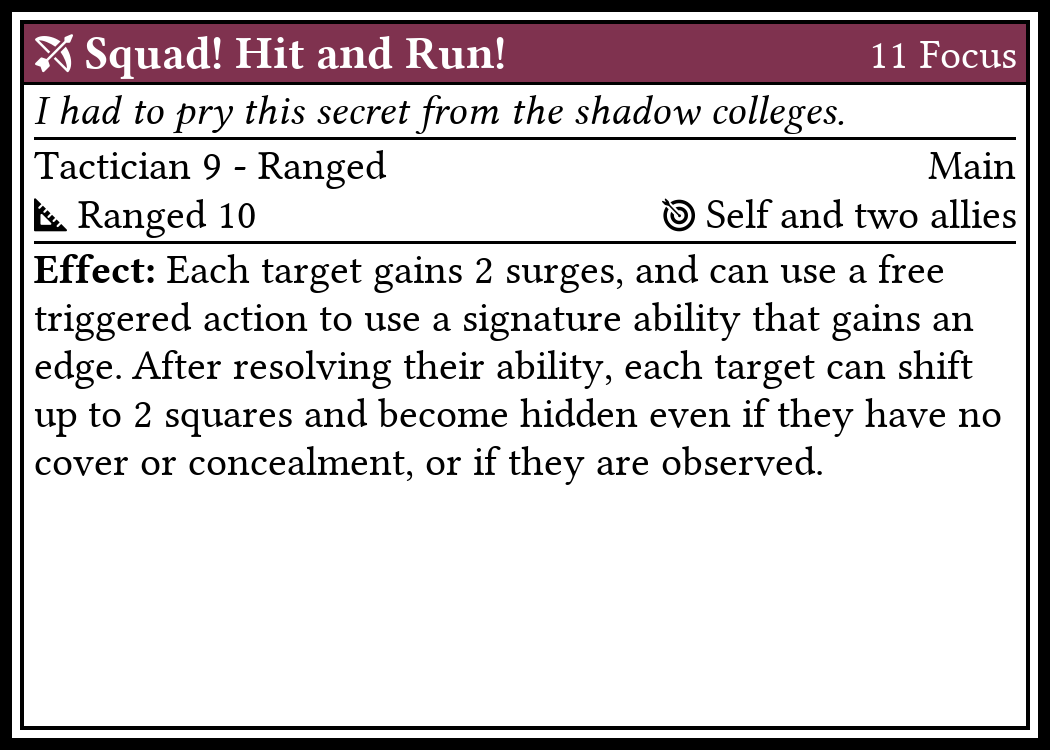 Squad! Hit and Run! 11 Focus
I had to pry this secret from the shadow colleges.
Tactician 9 - Ranged Main
Ranged 10 Self and two allies
Effect: Each target gains 2 surges, and can use a free
triggered action to use a signature ability that gains an
edge. After resolving their ability, each target can shift
up to 2 squares and become hidden even if they have no
cover or concealment, or if they are observed.